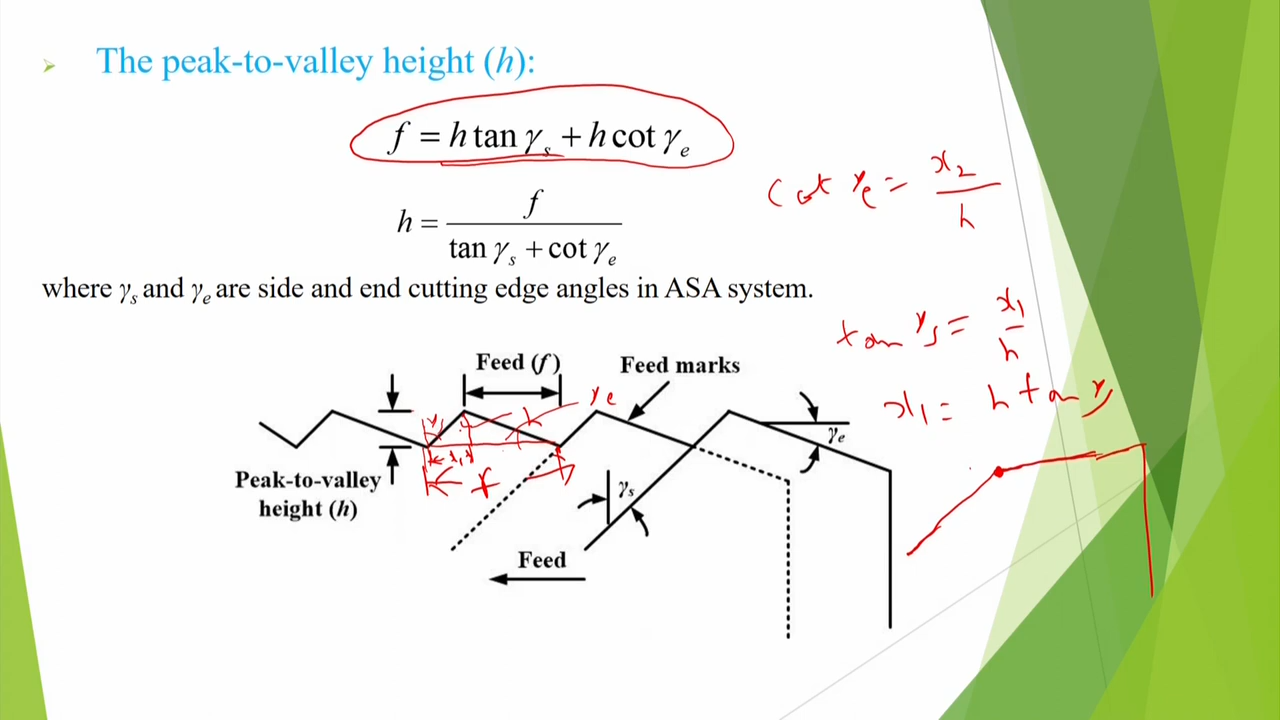 The peak-to-valley height (h):
f = h tan γs + h cot γe
h = f / (tan γs + cot γe)
cot γe = x2 / h
where γs and γe are side and end cutting edge angles in ASA system.
tan γs = x1 / h
x1 = h tan γs
Feed (f)
Feed marks
γe
h
γe
x1
Peak-to-valley
height (h)
f
γs
Feed